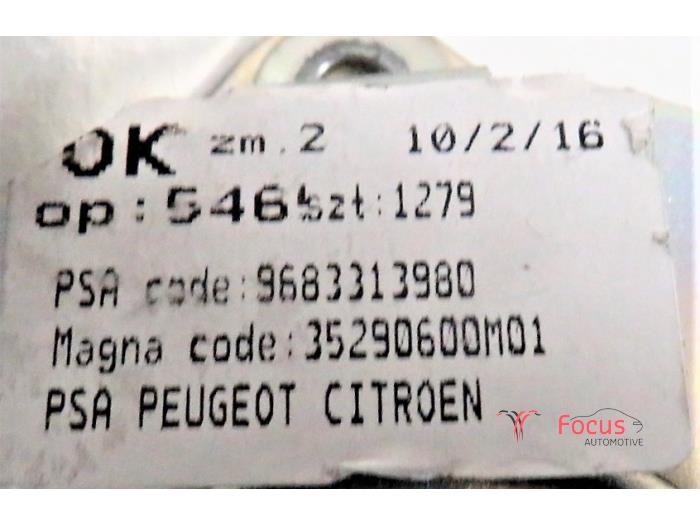 OK zm.2 10/2/16
op:546 szt:1279
PSA code:9683313980
Magna code:35290600M01
PSA PEUGEOT CITROEN
Focus
AUTOMOTIVE